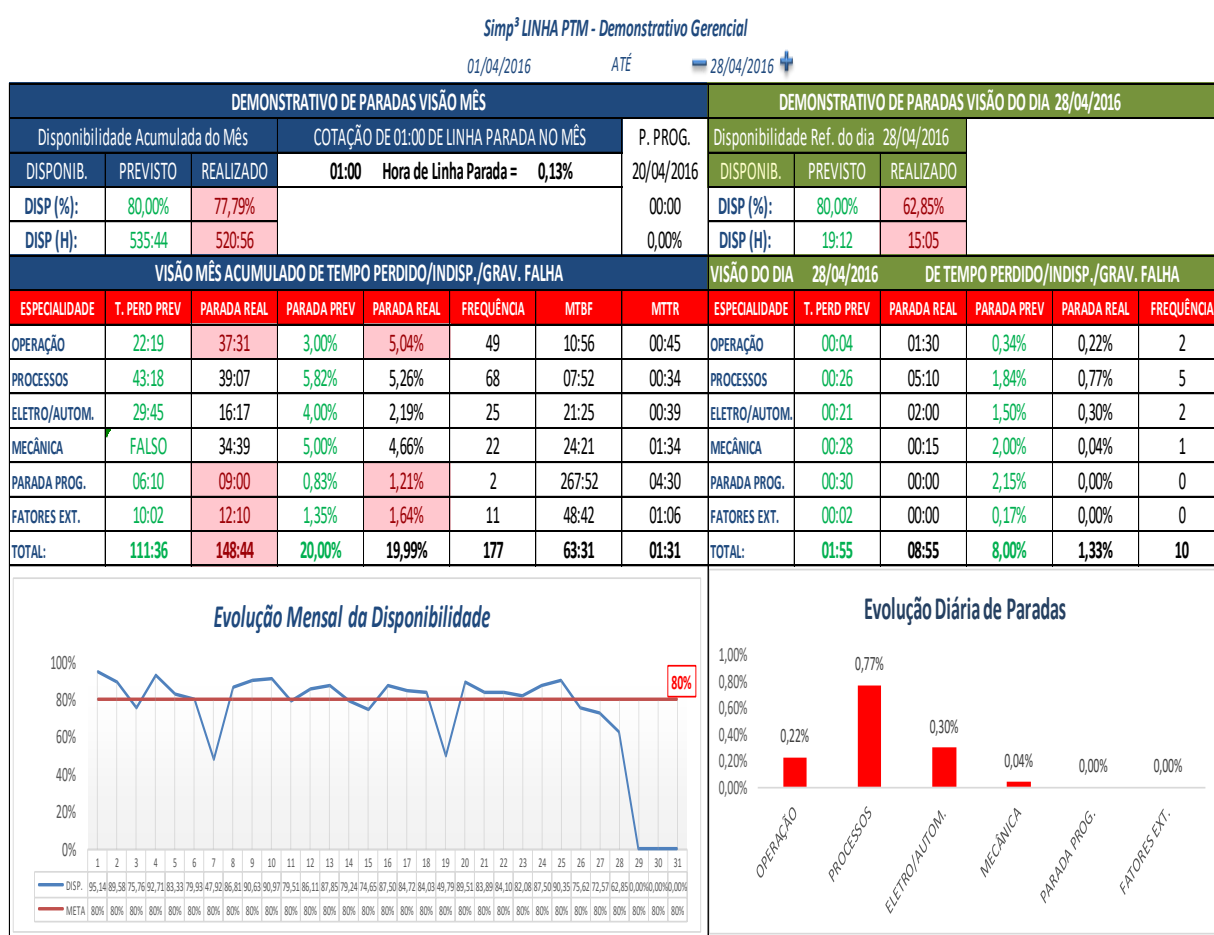 Simp³ LINHA PTM - Demonstrativo Gerencial
01/04/2016 ATÉ 28/04/2016
DEMONSTRATIVO DE PARADAS VISÃO MÊS
Disponibilidade Acumulada do Mês COTAÇÃO DE 01:00 DE LINHA PARADA NO MÊS P. PROG.
DISPONIB. PREVISTO REALIZADO 01:00 Hora de Linha Parada = 0,13% 20/04/2016
DISP (%): 80,00% 77,79% 00:00
DISP (H): 535:44 520:56 0,00%
DEMONSTRATIVO DE PARADAS VISÃO DO DIA 28/04/2016
Disponibilidade Ref. do dia 28/04/2016
DISPONIB. PREVISTO REALIZADO
DISP (%): 80,00% 62,85%
DISP (H): 19:12 15:05
VISÃO MÊS ACUMULADO DE TEMPO PERDIDO/INDISP./GRAV. FALHA
ESPECIALIDADE T. PERD PREV PARADA REAL PARADA PREV PARADA REAL FREQUÊNCIA MTBF MTTR
OPERAÇÃO 22:19 37:31 3,00% 5,04% 49 10:56 00:45
PROCESSOS 43:18 39:07 5,82% 5,26% 68 07:52 00:34
ELETRO/AUTOM. 29:45 16:17 4,00% 2,19% 25 21:25 00:39
MECÂNICA FALSO 34:39 5,00% 4,66% 22 24:21 01:34
PARADA PROG. 06:10 09:00 0,83% 1,21% 2 267:52 04:30
FATORES EXT. 10:02 12:10 1,35% 1,64% 11 48:42 01:06
TOTAL: 111:36 148:44 20,00% 19,99% 177 63:31 01:31
VISÃO DO DIA 28/04/2016 DE TEMPO PERDIDO/INDISP./GRAV. FALHA
ESPECIALIDADE T. PERD PREV PARADA REAL PARADA PREV PARADA REAL FREQUÊNCIA
OPERAÇÃO 00:04 01:30 0,34% 0,22% 2
PROCESSOS 00:26 05:10 1,84% 0,77% 5
ELETRO/AUTOM. 00:21 02:00 1,50% 0,30% 2
MECÂNICA 00:28 00:15 2,00% 0,04% 1
PARADA PROG. 00:30 00:00 2,15% 0,00% 0
FATORES EXT. 00:02 00:00 0,17% 0,00% 0
TOTAL: 01:55 08:55 8,00% 1,33% 10
Evolução Mensal da Disponibilidade
100%
80%
60%
40%
20%
0%
80%
1 2 3 4 5 6 7 8 9 10 11 12 13 14 15 16 17 18 19 20 21 22 23 24 25 26 27 28 29 30 31
DISP. 95,14 89,58 75,76 92,71 83,33 79,93 47,92 86,81 90,63 90,97 79,51 86,11 87,85 79,24 74,65 87,50 84,72 84,03 49,79 89,51 83,89 84,10 82,08 87,50 90,35 75,62 72,57 62,85 0,00% 0,00% 0,00%
META 80% 80% 80% 80% 80% 80% 80% 80% 80% 80% 80% 80% 80% 80% 80% 80% 80% 80% 80% 80% 80% 80% 80% 80% 80% 80% 80% 80% 80% 80% 80%
Evolução Diária de Paradas
1,00%
0,80%
0,60%
0,40%
0,20%
0,00%
0,22% 0,77% 0,30% 0,04% 0,00% 0,00%
OPERAÇÃO PROCESSOS ELETRO/AUTOM. MECÂNICA PARADA PROG. FATORES EXT.